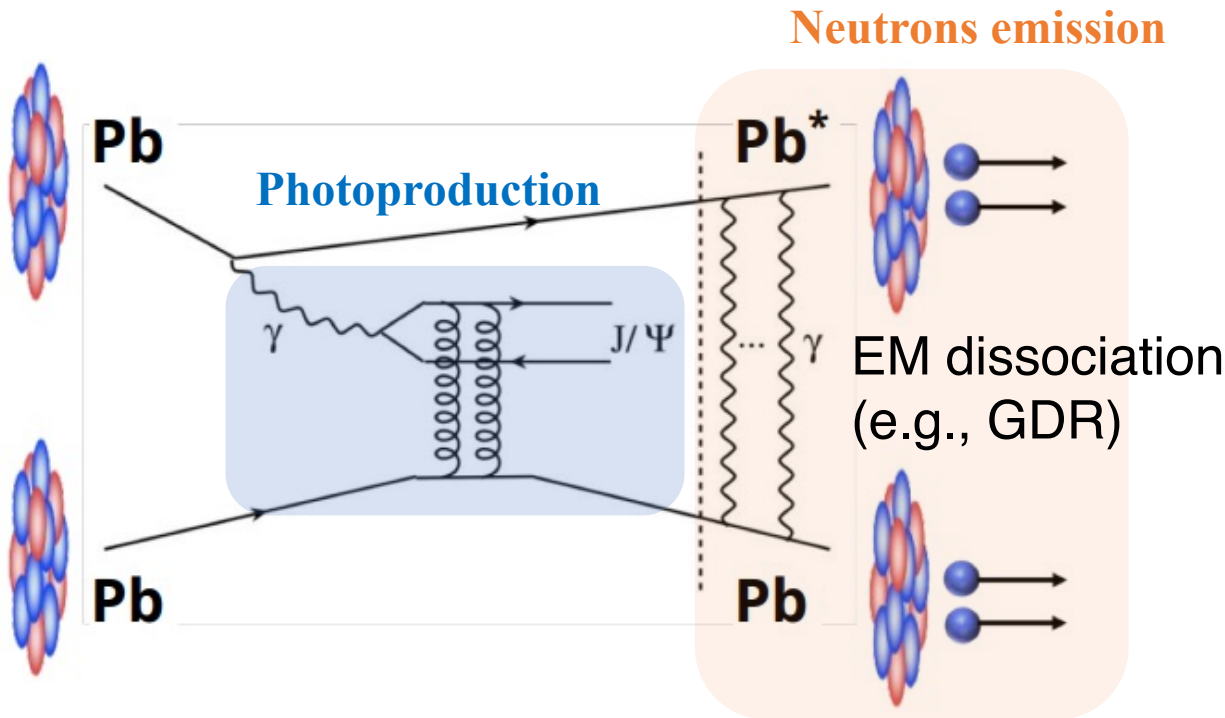 Neutrons emission
Pb
Pb*
Photoproduction
γ
J/Ψ
...
γ
EM dissociation
(e.g., GDR)
Pb
Pb